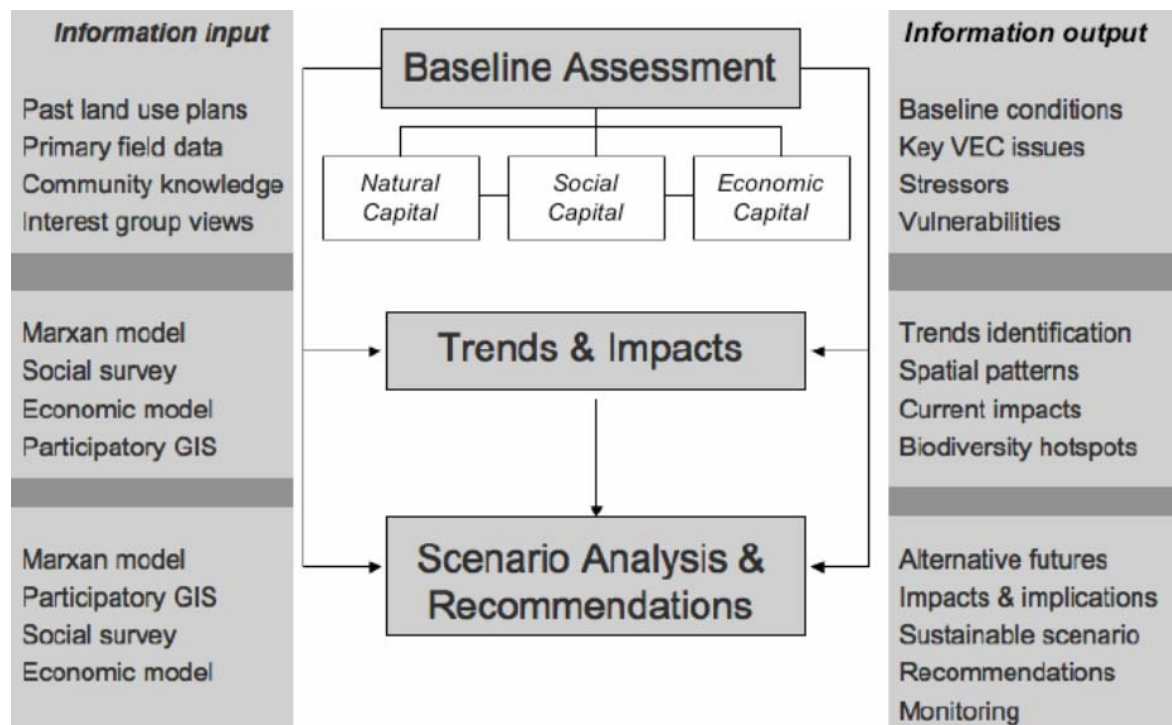 Information input
Past land use plans
Primary field data
Community knowledge
Interest group views
Marxan model
Social survey
Economic model
Participatory GIS
Marxan model
Participatory GIS
Social survey
Economic model
Baseline Assessment
Natural
Capital
Social
Capital
Economic
Capital
Trends & Impacts
Scenario Analysis &
Recommendations
Information output
Baseline conditions
Key VEC issues
Stressors
Vulnerabilities
Trends identification
Spatial patterns
Current impacts
Biodiversity hotspots
Alternative futures
Impacts & implications
Sustainable scenario
Recommendations
Monitoring